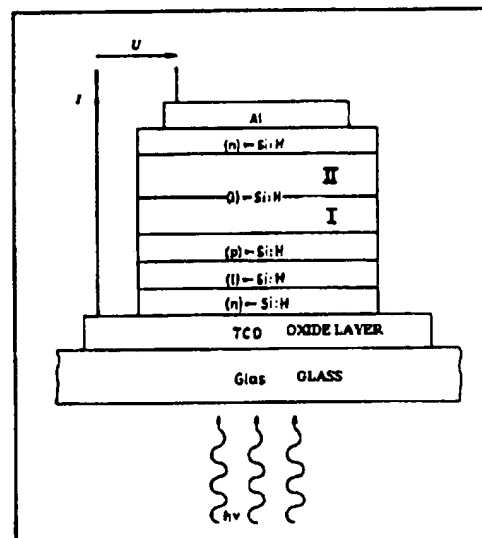 U
I
Al
(n)-Si:H
II
(i)-Si:H
I
(p)-Si:H
(i)-Si:H
(n)-Si:H
TCO OXIDE LAYER
Glas GLASS
hν